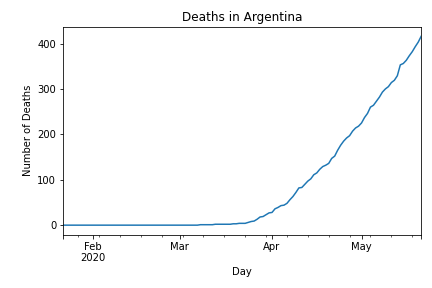 Deaths in Argentina
Number of Deaths
400
300
200
100
0
Feb
2020
Mar
Apr
May
Day